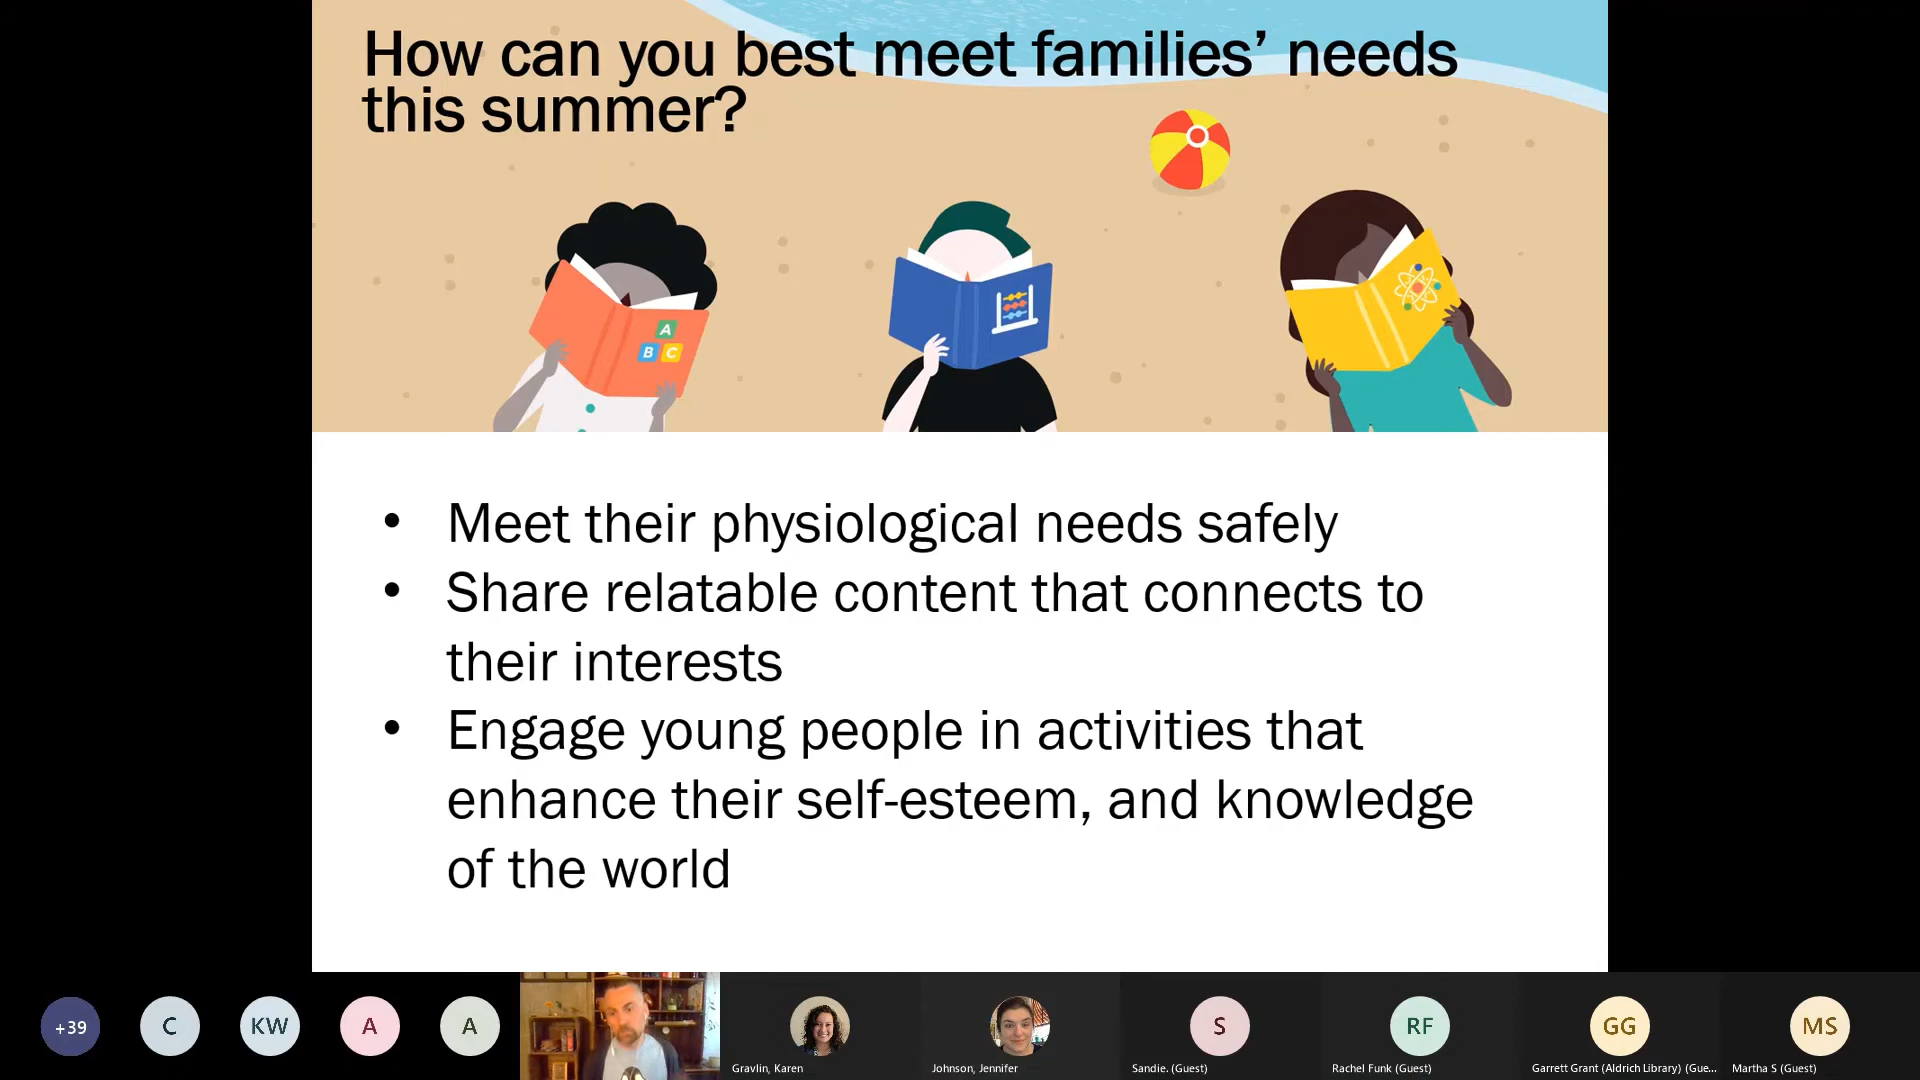 How can you best meet families’ needs
this summer?
A
B C
• Meet their physiological needs safely
• Share relatable content that connects to
their interests
• Engage young people in activities that
enhance their self-esteem, and knowledge
of the world
+39
C
KW
A
A
S
RF
GG
MS
Gravlin, Karen
Johnson, Jennifer
Sandie. (Guest)
Rachel Funk (Guest)
Garrett Grant (Aldrich Library) (Gue...
Martha S (Guest)